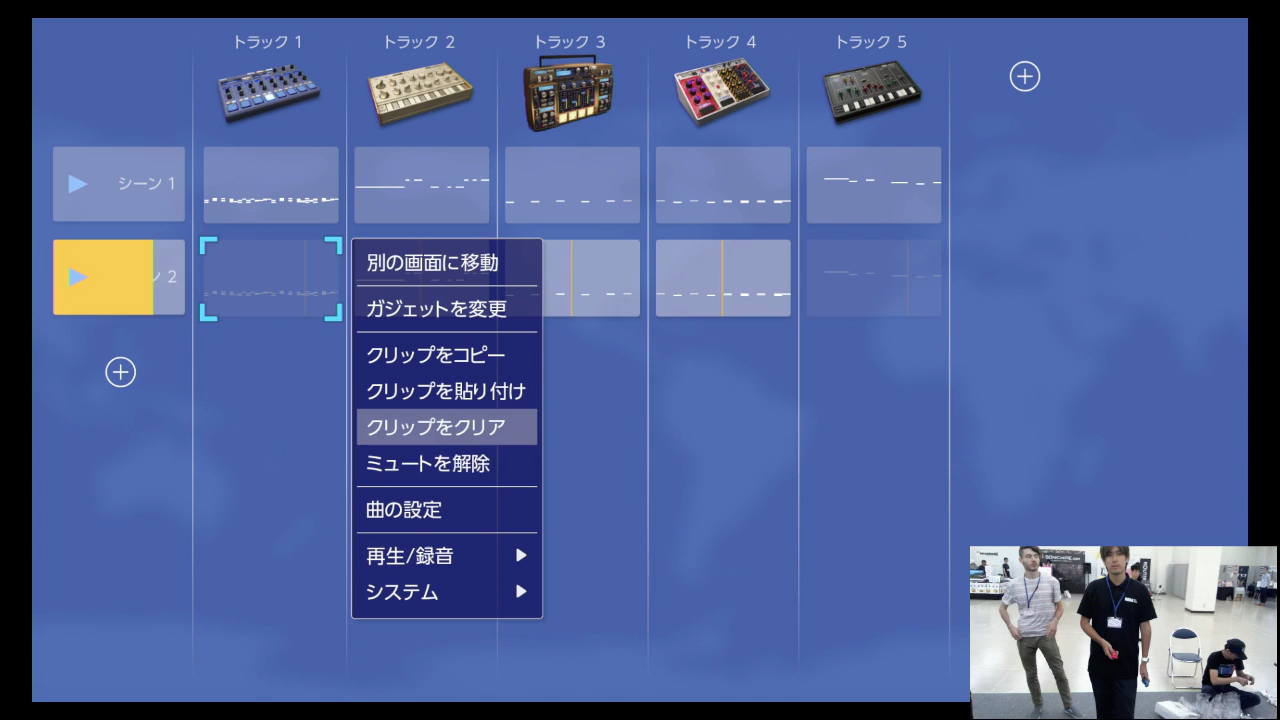 トラック 1
トラック 2
トラック 3
トラック 4
トラック 5
シーン 1
ン 2
別の画面に移動
ガジェットを変更
クリップをコピー
クリップを貼り付け
クリップをクリア
ミュートを解除
曲の設定
再生/録音
システム